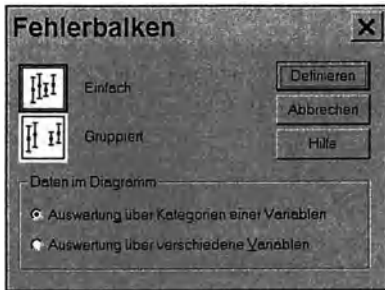 Fehlerbalken
Einfach
Gruppiert
Definieren
Abbrechen
Hilfe
Daten im Diagramm
Auswertung über Kategorien einer Variablen
Auswertung über verschiedene Variablen